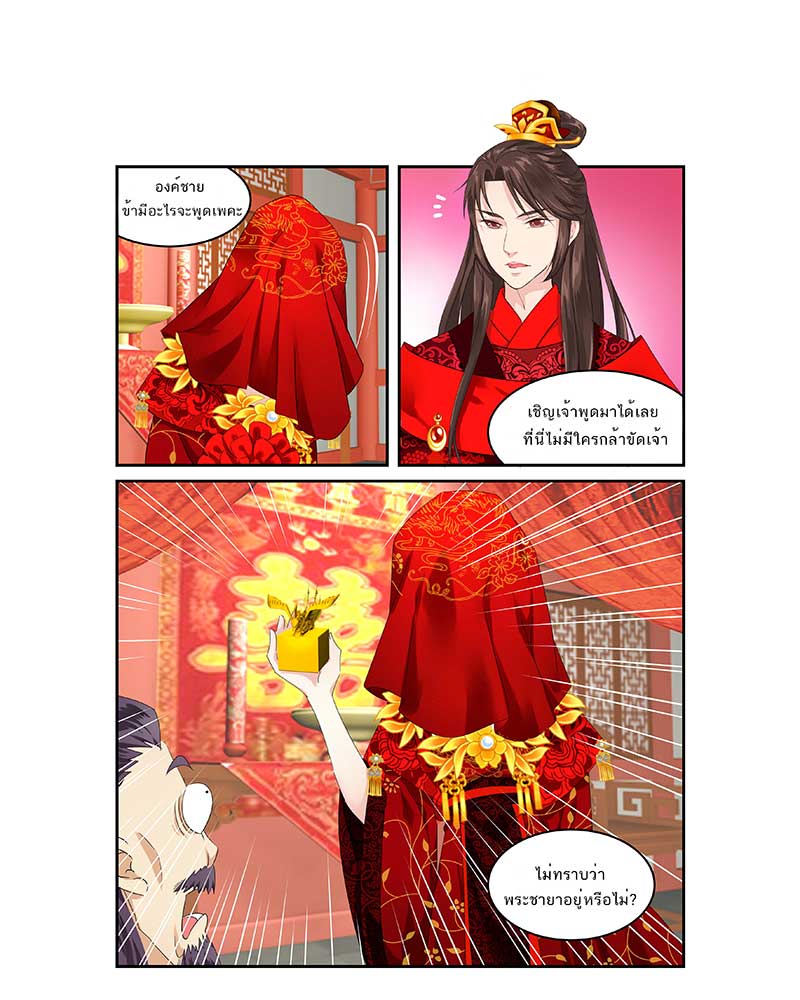 องค์ชาย
ข้ามีอะไรจะพูดเพคะ
เชิญเจ้าพูดมาได้เลย
ที่นี่ไม่มีใครกล้าขัดเจ้า
ไม่ทราบว่า
พระชายาอยู่หรือไม่?